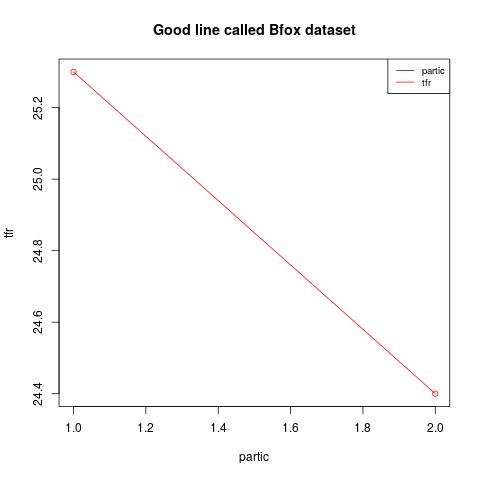 Good line called Bfox dataset
partic
tfr
25.2
25.0
24.8
24.6
24.4
tfr
1.0 1.2 1.4 1.6 1.8 2.0
partic